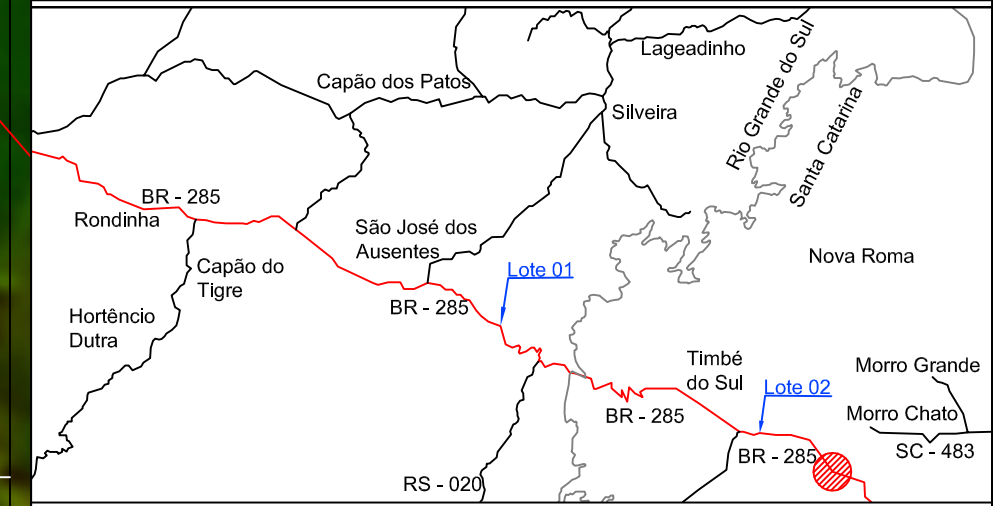 Lageadinho
Capão dos Patos
Silveira
Rio Grande do Sul
Santa Catarina
BR - 285
Rondinha
São José dos
Ausentes
Nova Roma
Capão do
Tigre
Lote 01
BR - 285
Hortêncio
Dutra
Timbé
do Sul
Morro Grande
Lote 02
BR - 285
Morro Chato
SC - 483
BR - 285
RS - 020